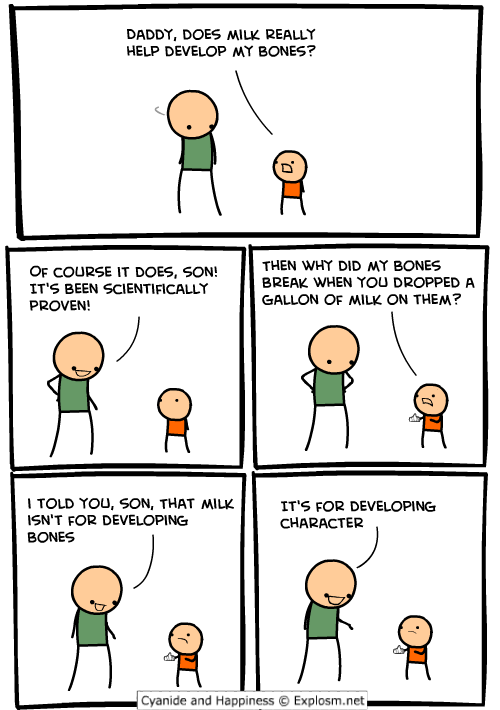 DADDY, DOES MILK REALLY
HELP DEVELOP MY BONES?
OF COURSE IT DOES, SON!
IT'S BEEN SCIENTIFICALLY
PROVEN!
THEN WHY DID MY BONES
BREAK WHEN YOU DROPPED A
GALLON OF MILK ON THEM?
I TOLD YOU, SON, THAT MILK
ISN'T FOR DEVELOPING
BONES
IT'S FOR DEVELOPING
CHARACTER
Cyanide and Happiness © Explosm.net